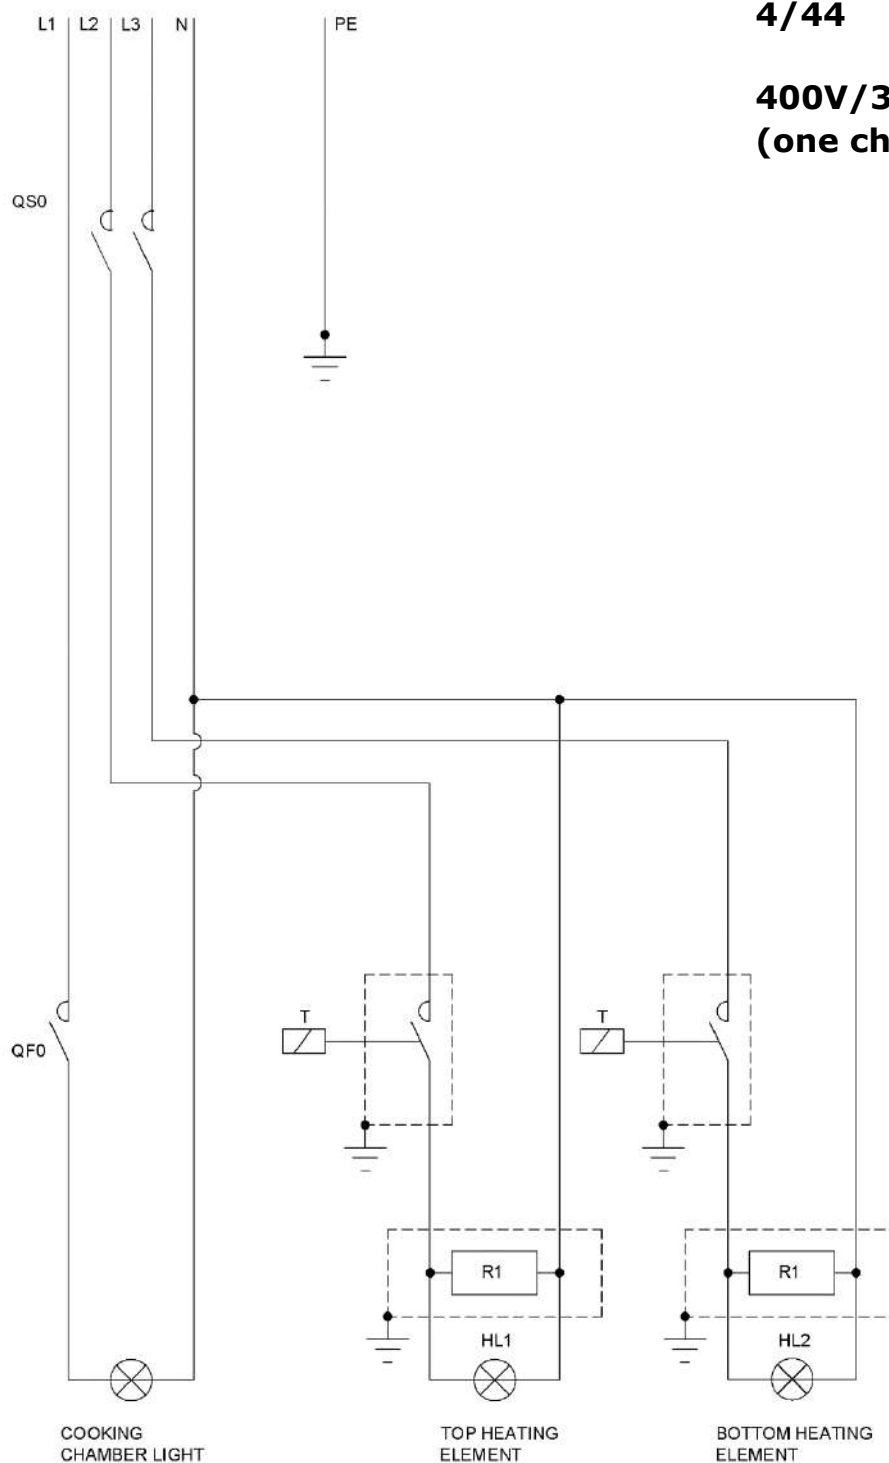 L1 L2 L3 N PE
4/44
400V/3
(one ch
QS0
QF0
T
T
R1
R1
HL1
HL2
COOKING
CHAMBER LIGHT
TOP HEATING
ELEMENT
BOTTOM HEATING
ELEMENT